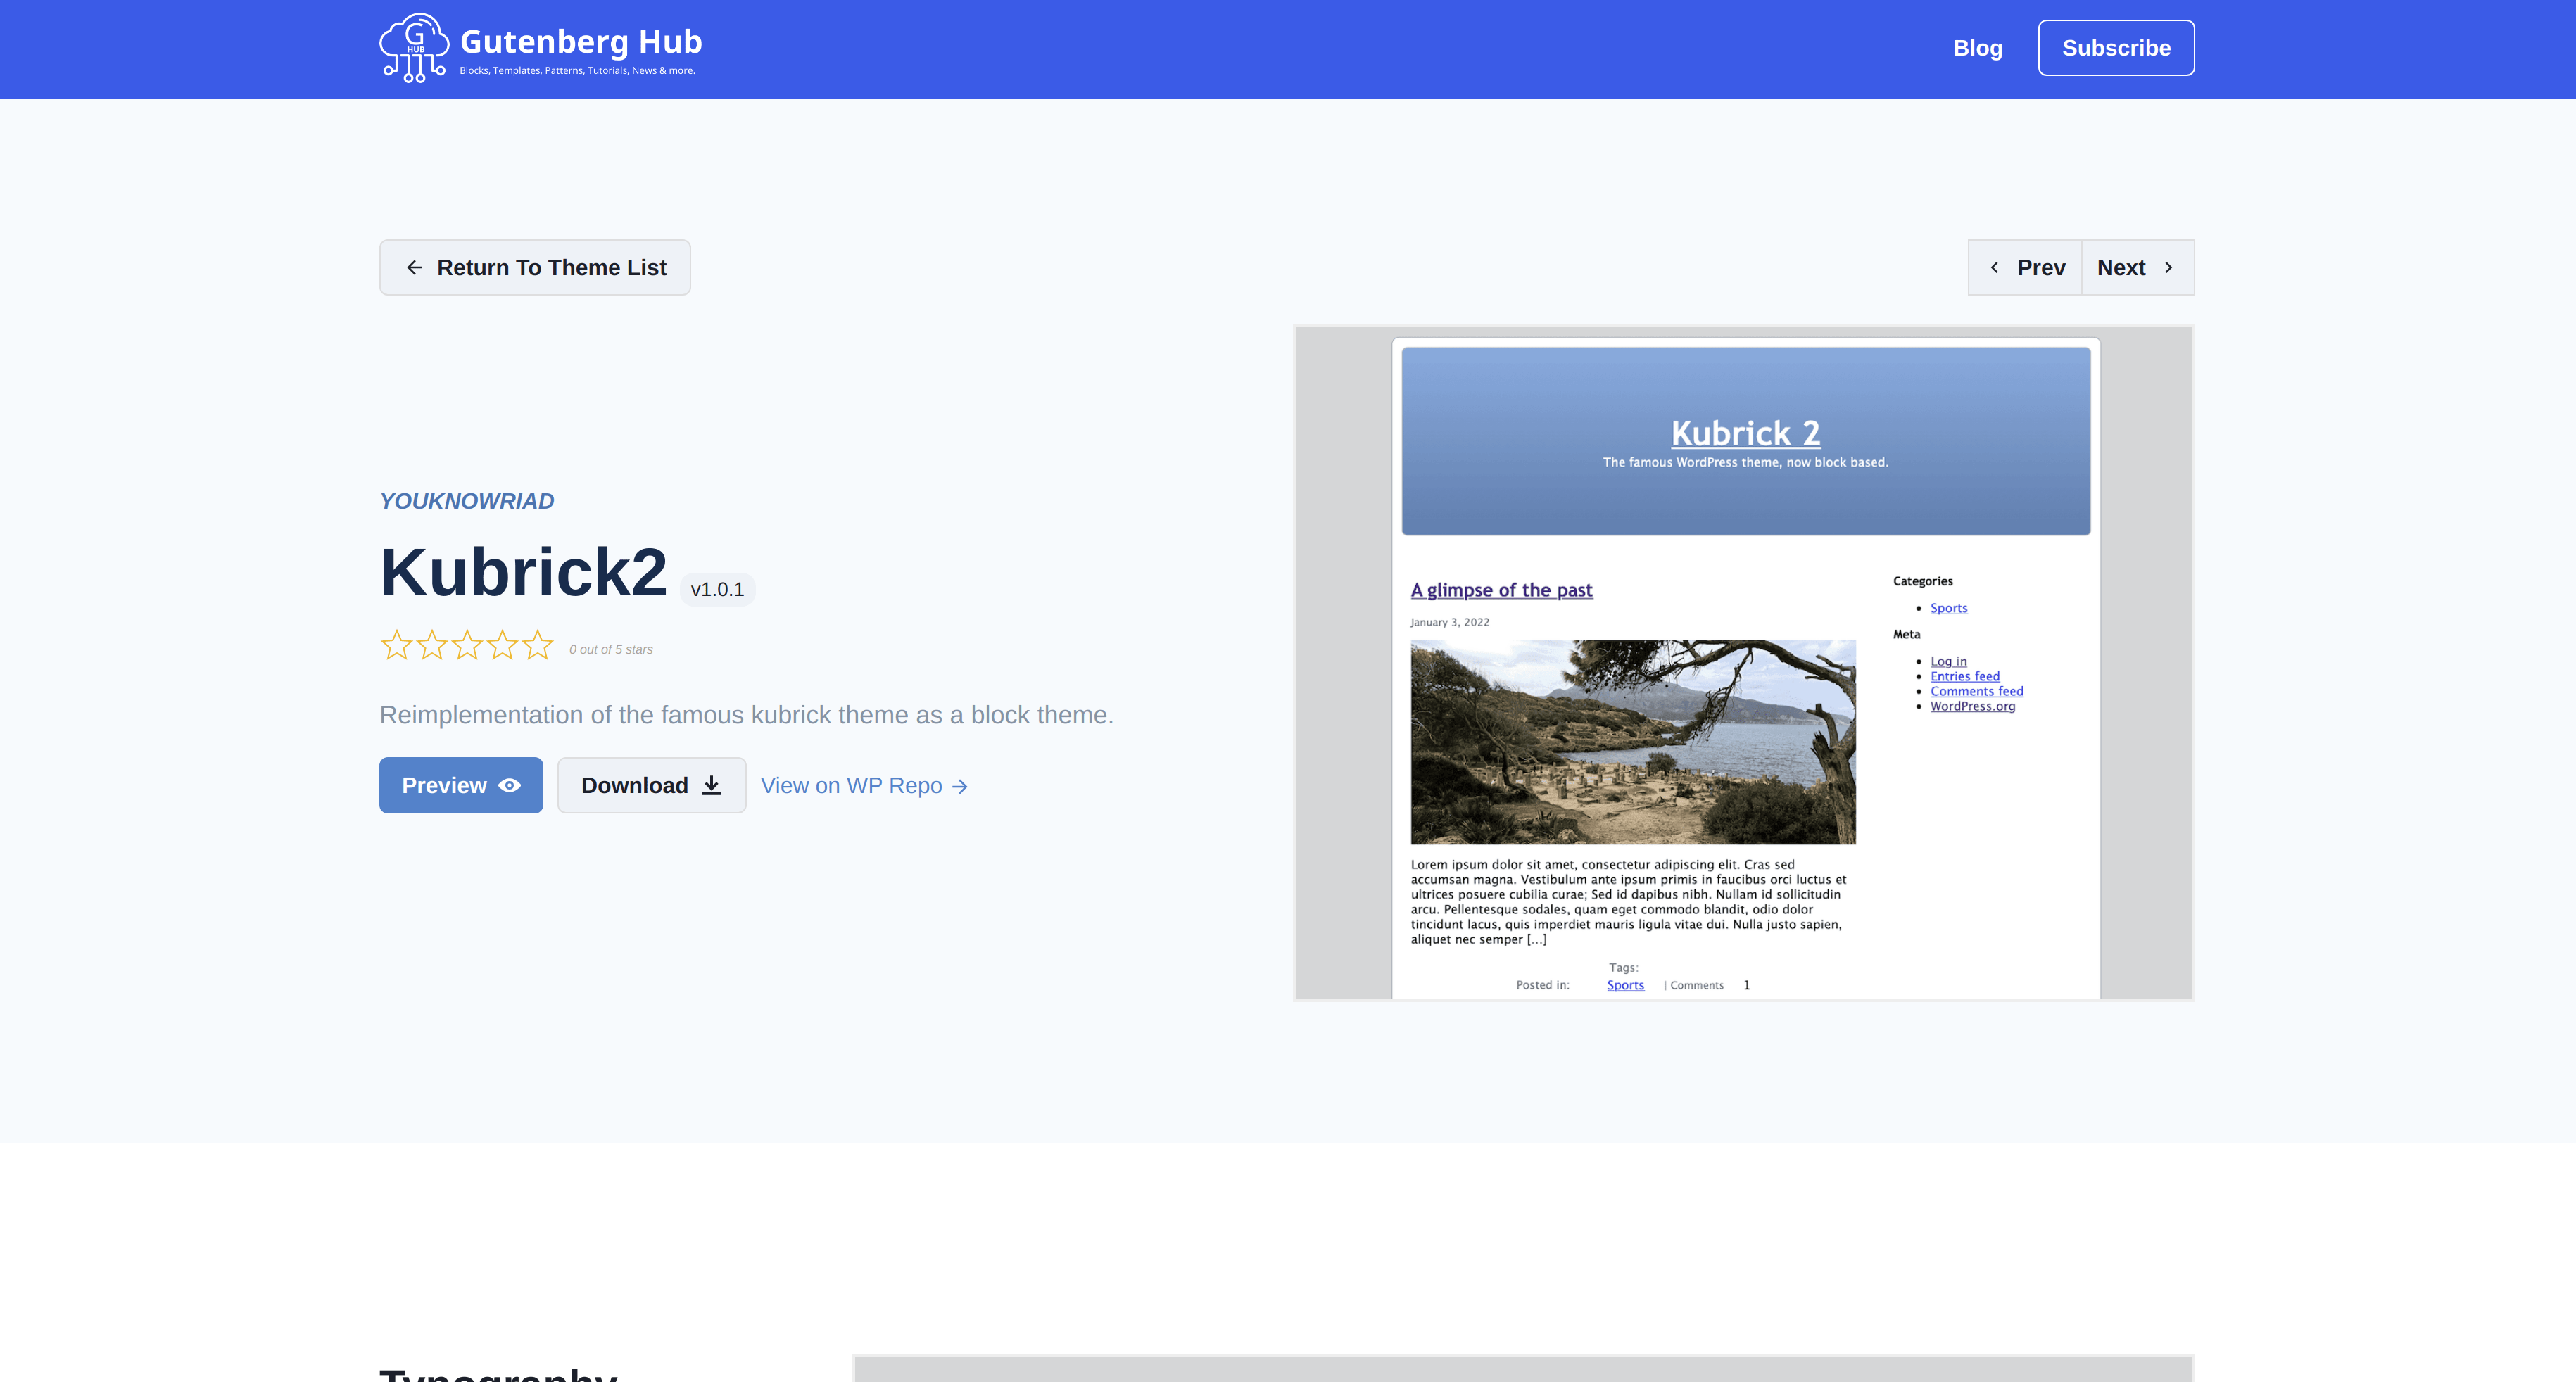 G
HUB
Gutenberg Hub
Blocks, Templates, Patterns, Tutorials, News & more.
Blog
Subscribe
Return To Theme List
Prev
Next
YOUKNOWRIAD
Kubrick2 v1.0.1
0 out of 5 stars
Reimplementation of the famous kubrick theme as a block theme.
Preview
Download
View on WP Repo
Kubrick 2
The famous WordPress theme, now block based.
A glimpse of the past
January 3, 2022
Lorem ipsum dolor sit amet, consectetur adipiscing elit. Cras sed
accumsan magna. Vestibulum ante ipsum primis in faucibus orci luctus et
ultrices posuere cubilia curae; Sed id dapibus nibh. Nullam id sollicitudin
arcu. Pellentesque sodales, quam eget commodo blandit, odio dolor
tincidunt lacus, quis imperdiet mauris ligula vitae dui. Nulla justo sapien,
aliquet nec semper […]
Tags:
Posted in: Sports | Comments 1
Categories
Sports
Meta
Log in
Entries feed
Comments feed
WordPress.org
Typography